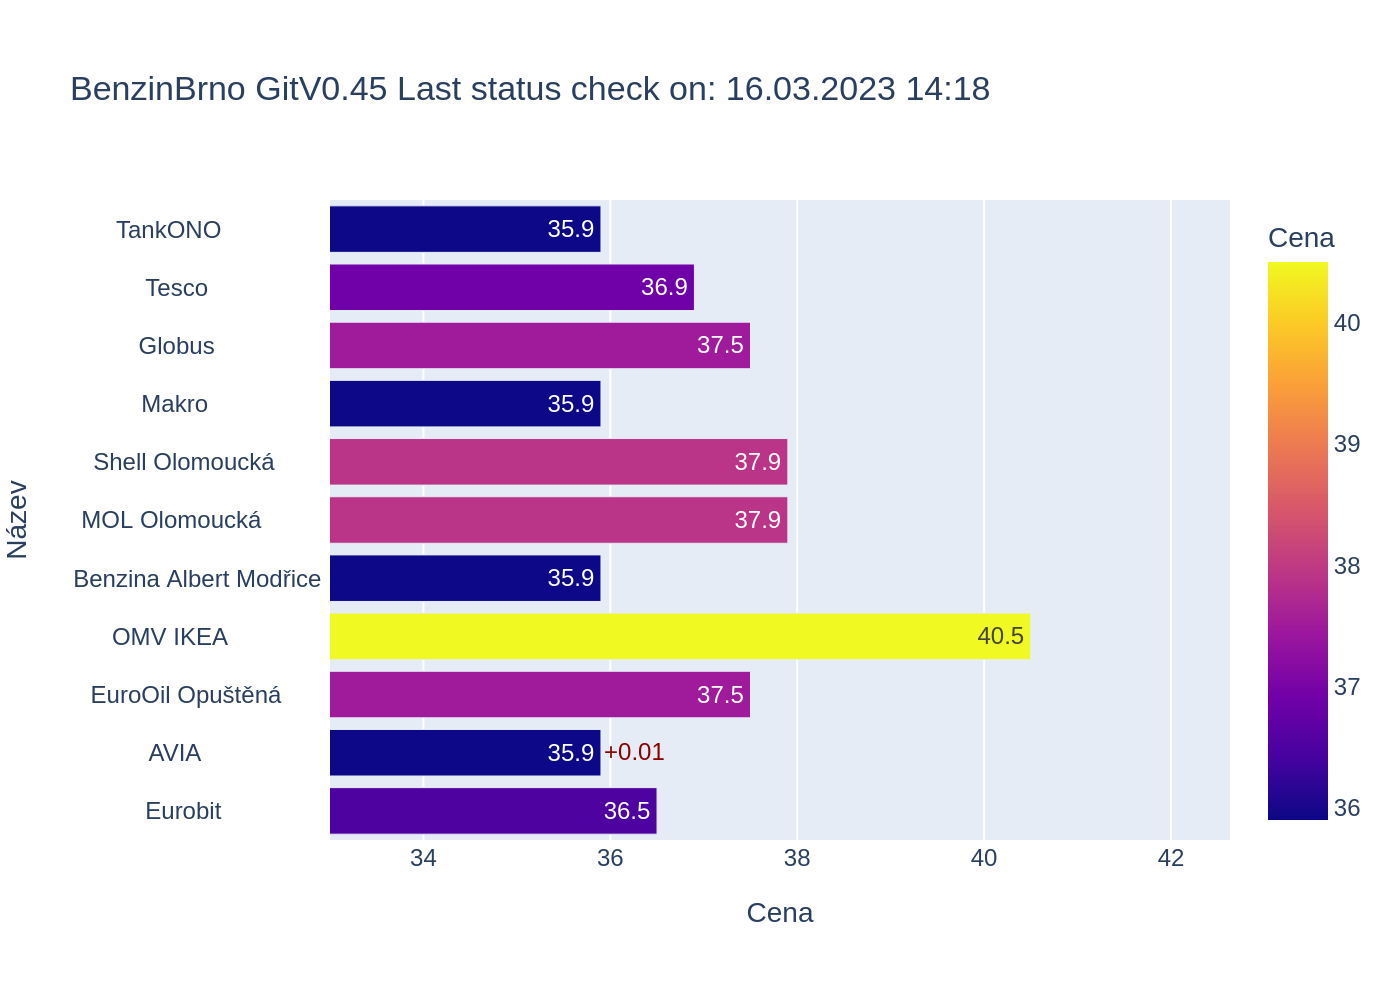 BenzinBrno GitV0.45 Last status check on: 16.03.2023 14:18
Cena
TankONO 35.9
Tesco 36.9
Globus 37.5
Makro 35.9
Shell Olomoucká 37.9
MOL Olomoucká 37.9
Benzina Albert Modřice 35.9
OMV IKEA 40.5
EuroOil Opuštěná 37.5
AVIA 35.9 +0.01
Eurobit 36.5
Název
34 36 38 40 42
Cena
40
39
38
37
36